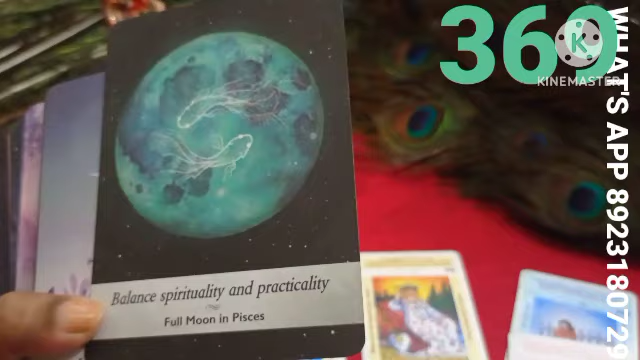 360
K
KINEMASTER
WHAT'S APP 8923180729
Balance spirituality and practicality
Full Moon in Pisces